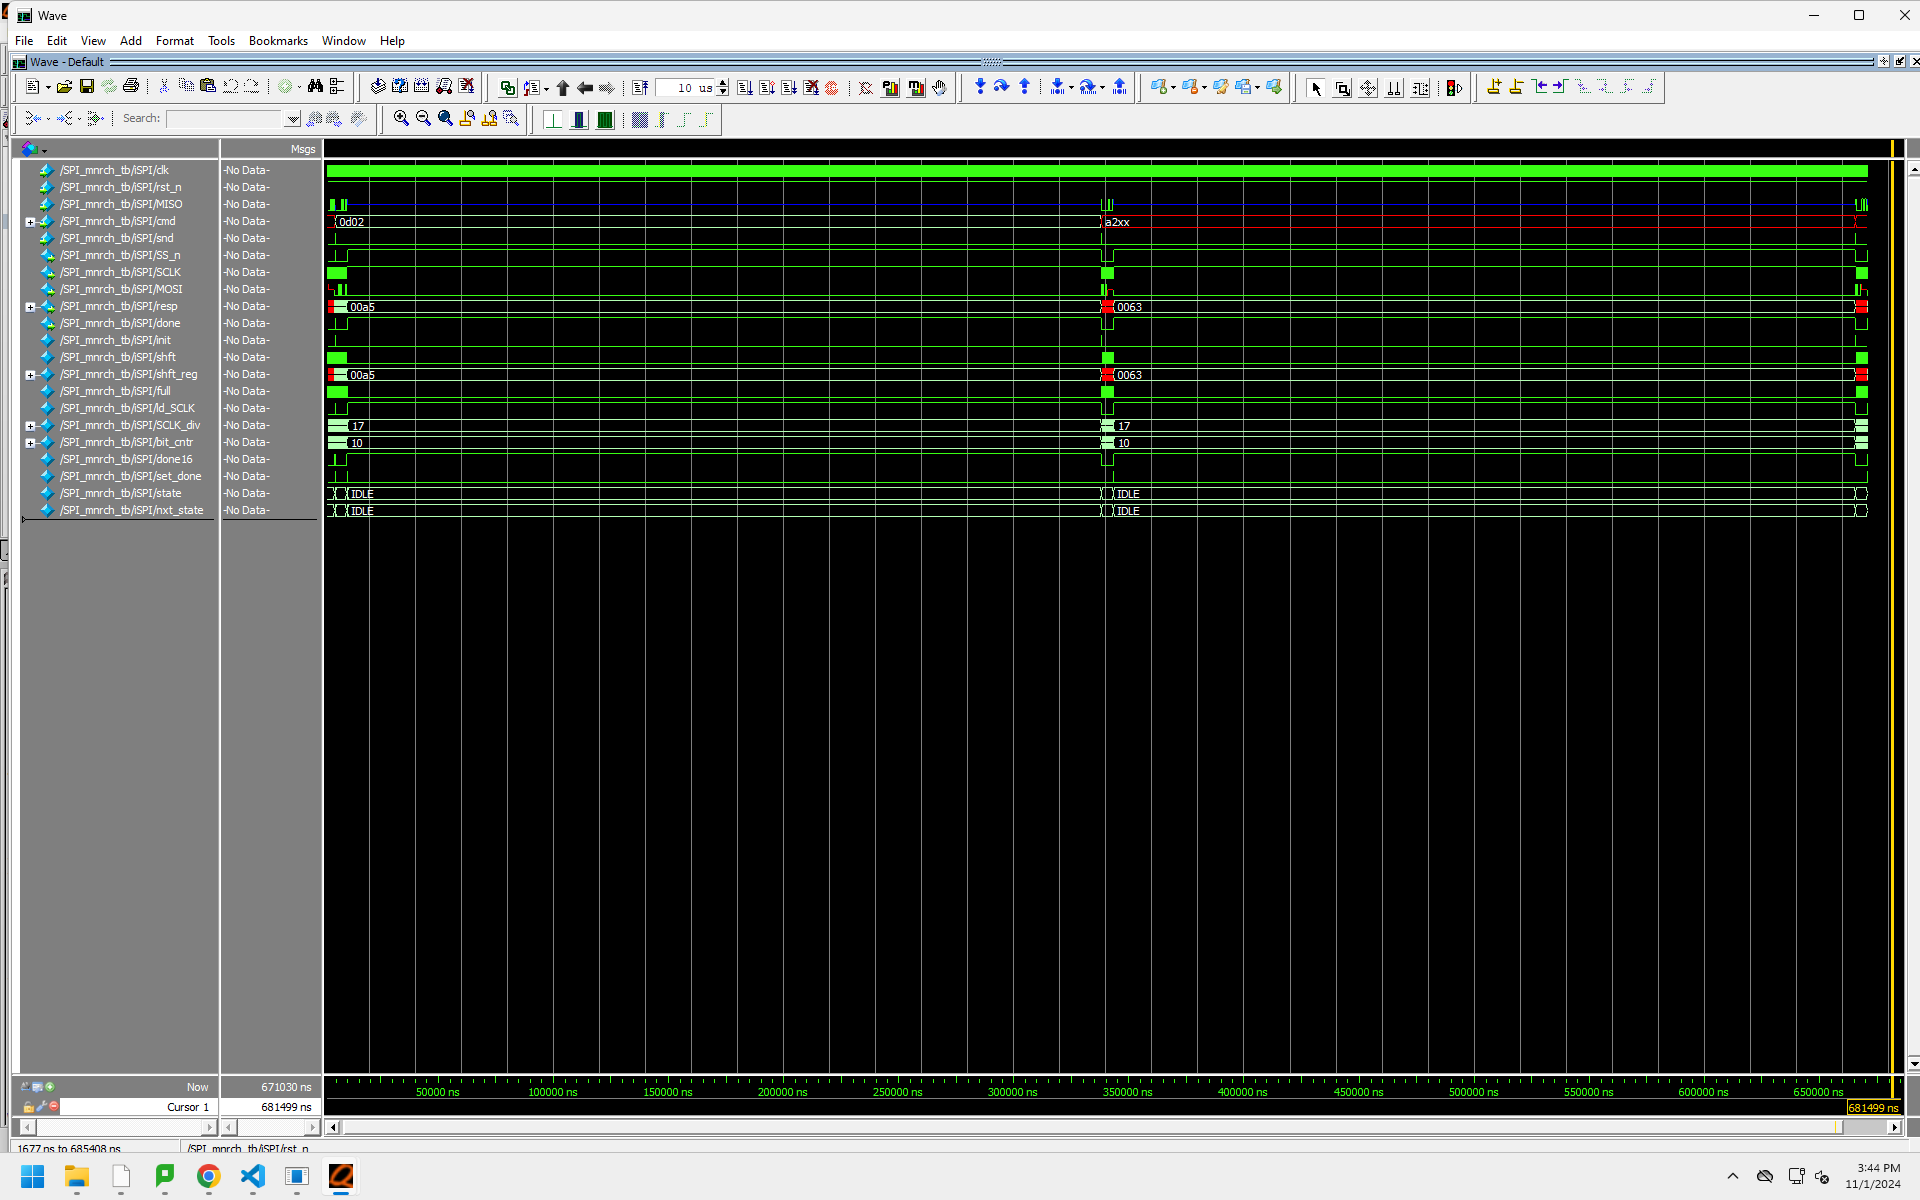 Wave
File Edit View Add Format Tools Bookmarks Window Help
Wave - Default
10 us
Search:
Msgs
/SPI_mnrch_tb/iSPI/clk -No Data-
/SPI_mnrch_tb/iSPI/rst_n -No Data-
/SPI_mnrch_tb/iSPI/MISO -No Data-
/SPI_mnrch_tb/iSPI/cmd -No Data- 0d02 a2xx
/SPI_mnrch_tb/iSPI/snd -No Data-
/SPI_mnrch_tb/iSPI/SS_n -No Data-
/SPI_mnrch_tb/iSPI/SCLK -No Data-
/SPI_mnrch_tb/iSPI/MOSI -No Data-
/SPI_mnrch_tb/iSPI/resp -No Data- 00a5 0063
/SPI_mnrch_tb/iSPI/done -No Data-
/SPI_mnrch_tb/iSPI/init -No Data-
/SPI_mnrch_tb/iSPI/shft -No Data-
/SPI_mnrch_tb/iSPI/shft_reg -No Data- 00a5 0063
/SPI_mnrch_tb/iSPI/full -No Data-
/SPI_mnrch_tb/iSPI/ld_SCLK -No Data-
/SPI_mnrch_tb/iSPI/SCLK_div -No Data- 17 17
/SPI_mnrch_tb/iSPI/bit_cntr -No Data- 10 10
/SPI_mnrch_tb/iSPI/done16 -No Data-
/SPI_mnrch_tb/iSPI/set_done -No Data-
/SPI_mnrch_tb/iSPI/state -No Data- IDLE IDLE
/SPI_mnrch_tb/iSPI/nxt_state -No Data- IDLE IDLE
Now 671030 ns
50000 ns 100000 ns 150000 ns 200000 ns 250000 ns 300000 ns 350000 ns 400000 ns 450000 ns 500000 ns 550000 ns 600000 ns 650000 ns
Cursor 1 681499 ns 681499 ns
1677 ns to 685408 ns /SPI_mnrch_tb/iSPI/rst_n
3:44 PM
11/1/2024